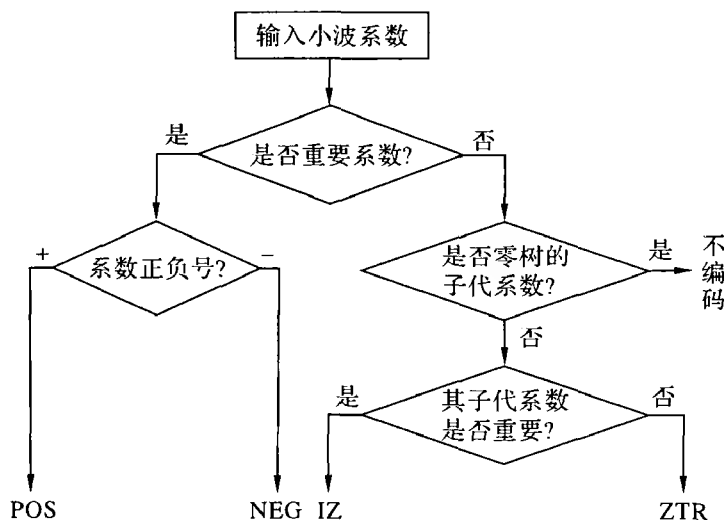 输入小波系数
是否重要系数?
是
否
系数正负号?
+
−
是否零树的
子代系数?
是
不
编
码
否
其子代系数
是否重要?
是
否
POS
NEG
IZ
ZTR